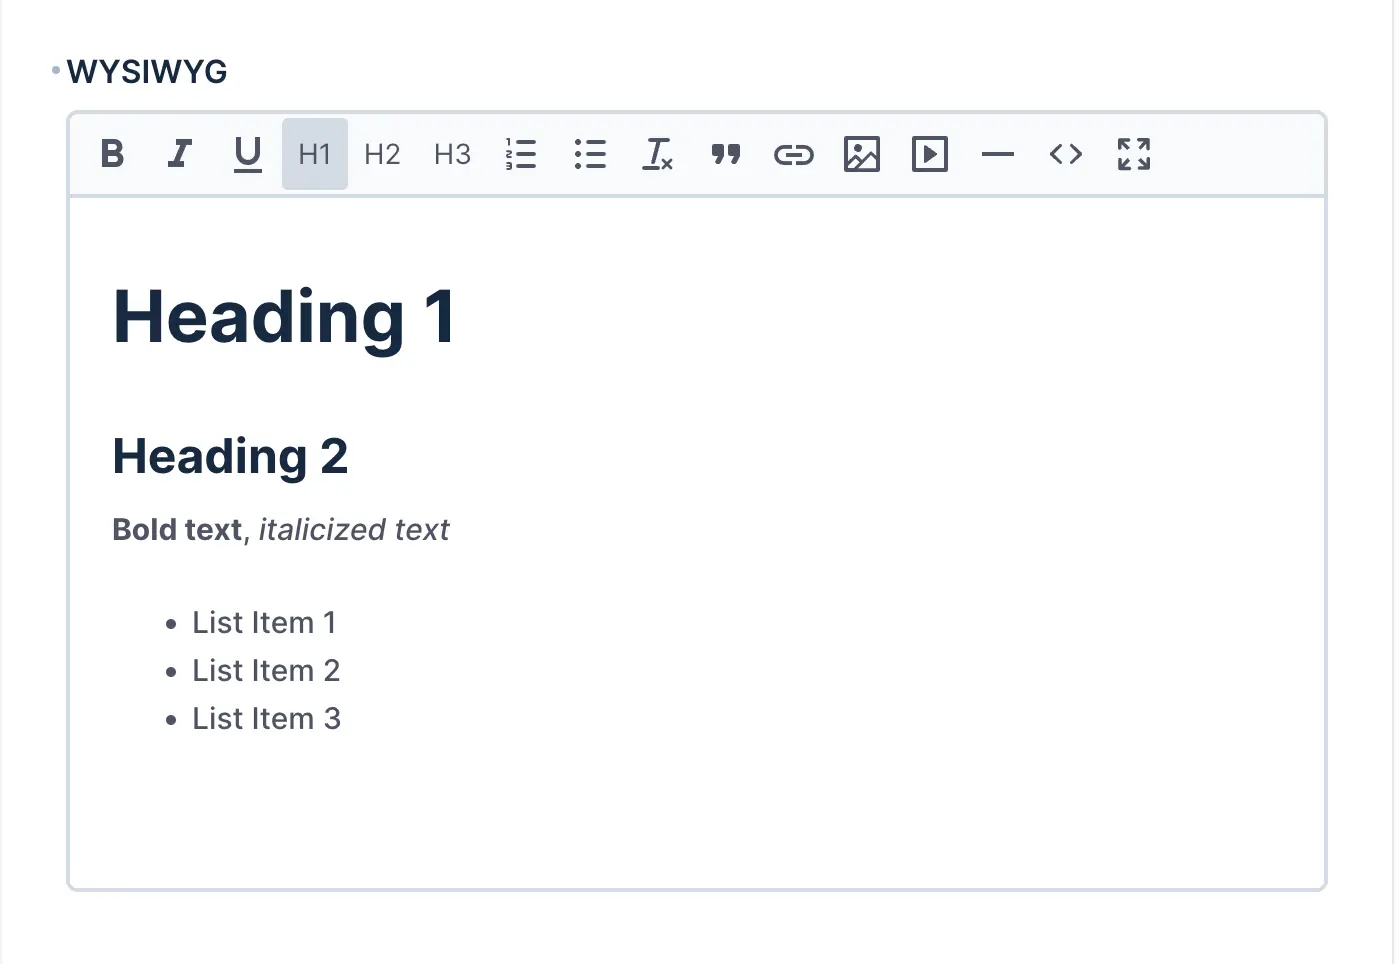 WYSIWYG
B I U H1 H2 H3
Heading 1
Heading 2
Bold text, italicized text
• List Item 1
• List Item 2
• List Item 3